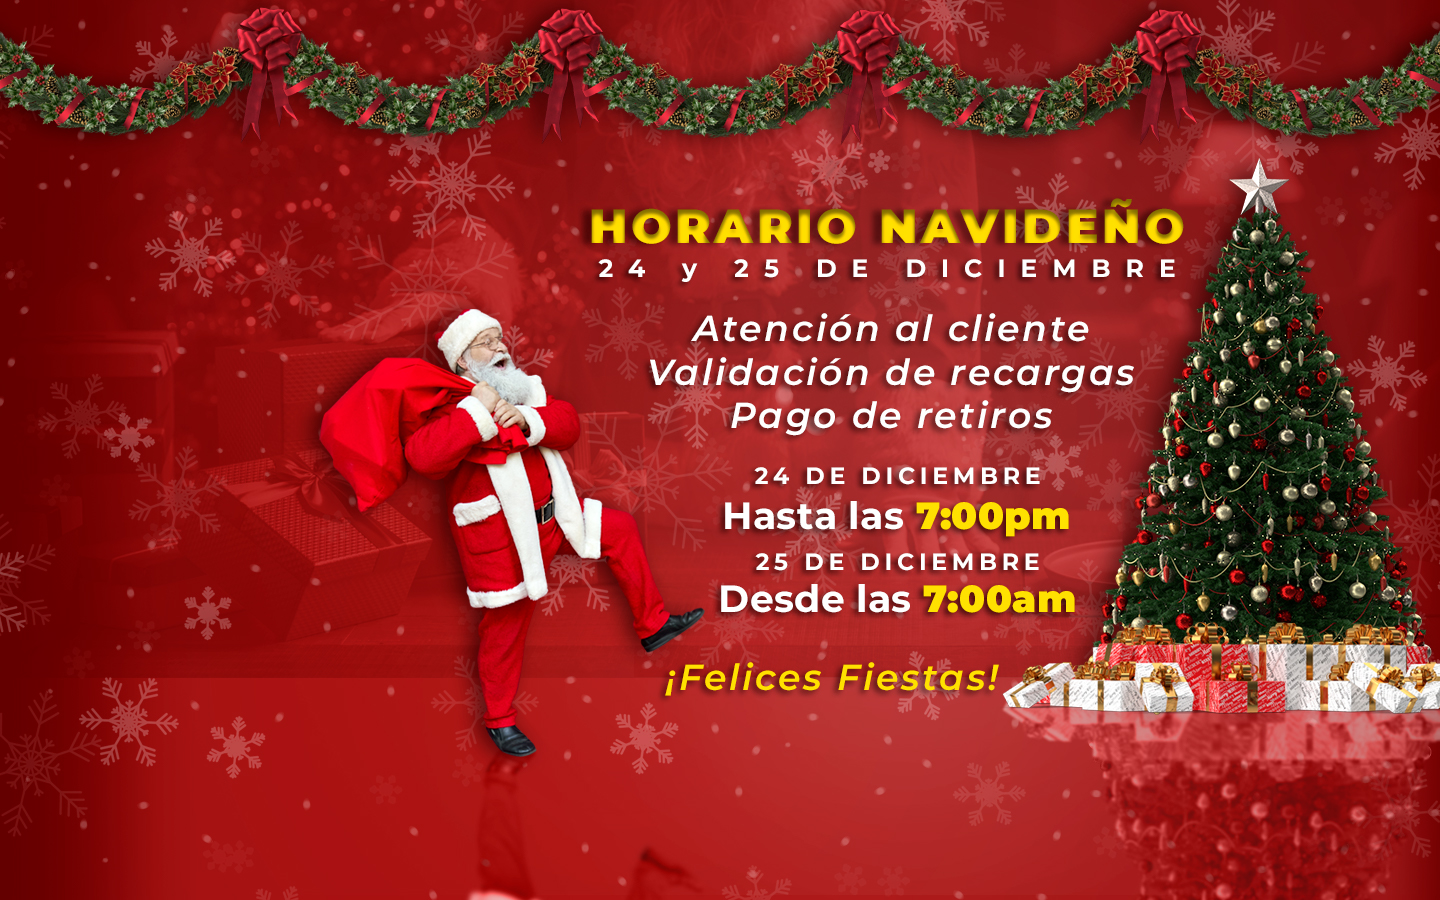 HORARIO NAVIDEÑO
24 y 25 DE DICIEMBRE
Atención al cliente
Validación de recargas
Pago de retiros
24 DE DICIEMBRE
Hasta las 7:00pm
25 DE DICIEMBRE
Desde las 7:00am
¡Felices Fiestas!